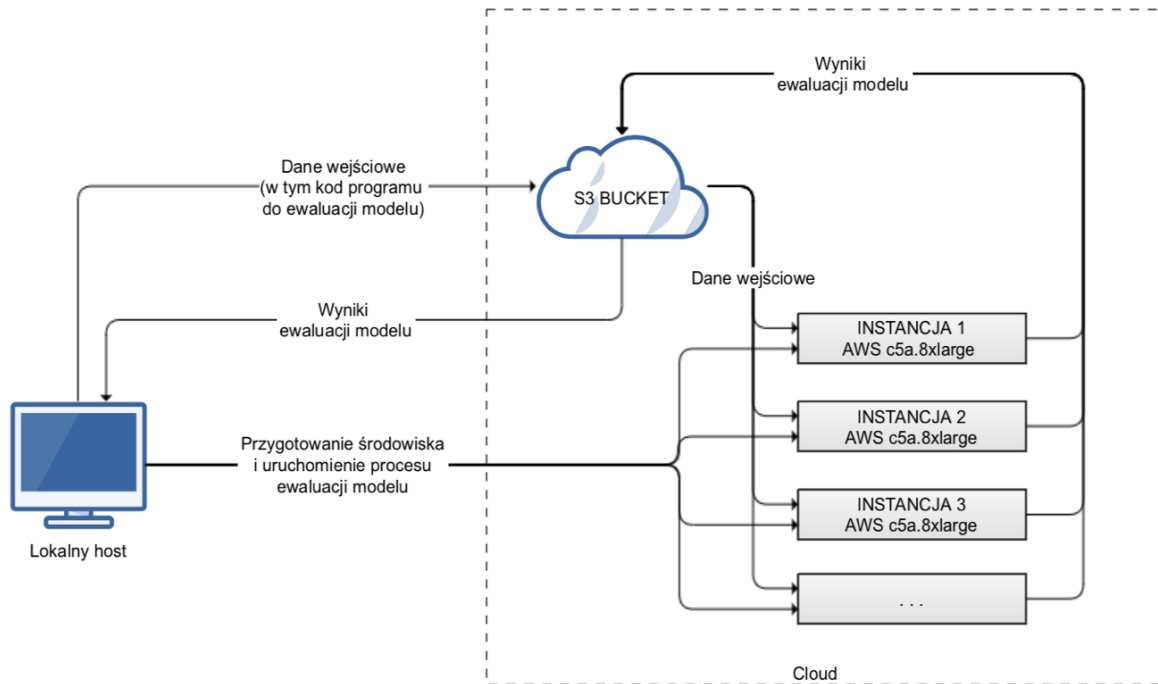 Wyniki
ewaluacji modelu
Dane wejściowe
(w tym kod programu
do ewaluacji modelu)
S3 BUCKET
Dane wejściowe
Wyniki
ewaluacji modelu
INSTANCJA 1
AWS c5a.8xlarge
INSTANCJA 2
AWS c5a.8xlarge
Przygotowanie środowiska
i uruchomienie procesu
ewaluacji modelu
INSTANCJA 3
AWS c5a.8xlarge
Lokalny host
. . .
Cloud